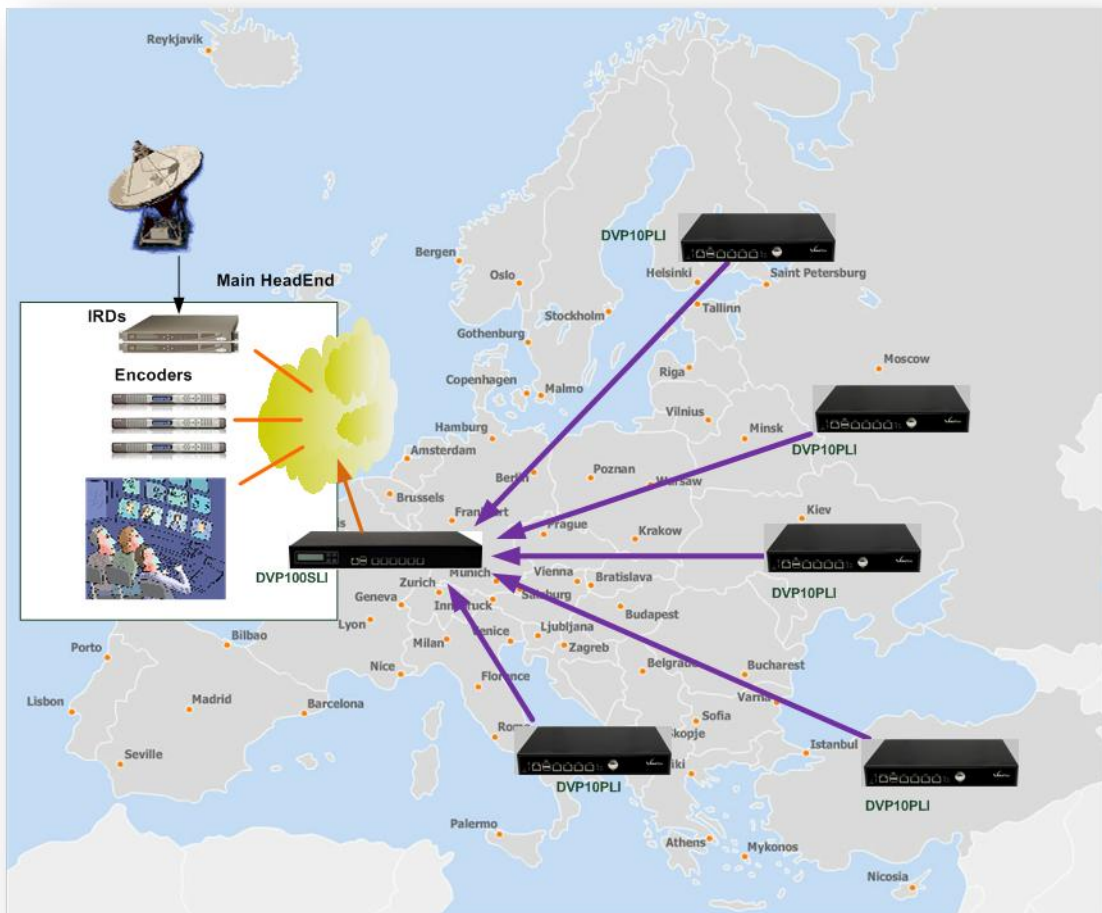 Reykjavik
DVP10PLI
Bergen
Helsinki
Saint Petersburg
Main HeadEnd
Oslo
Tallinn
Stockholm
IRDs
Gothenburg
Moscow
Riga
Encoders
Copenhagen
Malmo
Vilnius
Minsk
Hamburg
DVP10PLI
Amsterdam
Berlin
Poznan
Warsaw
Brussels
Frankfurt
Kiev
Prague
Krakow
DVP100SLI
Zurich
Munich
Vienna
Bratislava
Salzburg
DVP10PLI
Geneva
Innsbruck
Budapest
Lyon
Bilbao
Milan
Venice
Ljubljana
Zagreb
Porto
Nice
Florence
Belgrade
Bucharest
Lisbon
Madrid
Barcelona
Varna
Rome
Sofia
Skopje
Seville
Istanbul
DVP10PLI
DVP10PLI
Palermo
Athens
Mykonos
Nicosia